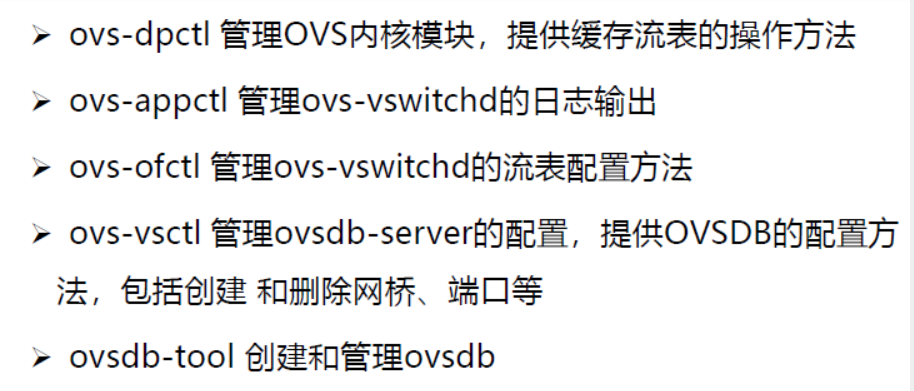 ➢ ovs-dpctl 管理OVS内核模块，提供缓存流表的操作方法
➢ ovs-appctl 管理ovs-vswitchd的日志输出
➢ ovs-ofctl 管理ovs-vswitchd的流表配置方法
➢ ovs-vsctl 管理ovsdb-server的配置，提供OVSDB的配置方
法，包括创建 和删除网桥、端口等
➢ ovsdb-tool 创建和管理ovsdb